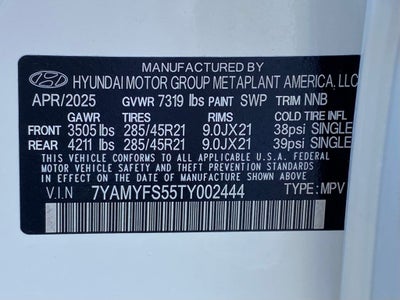 HYUNDAI MOTOR GROUP METAPLANT AMERICA, LLC
APR/2025 GVWR 7319 lbs PAINT SWP TRIM NNB
GAWR TIRES RIMS COLD TIRE INFL
FRONT 3505 lbs 285/45R21 9.0JX21 38psi SINGLE
REAR 4211 lbs 285/45R21 9.0JX21 39psi SINGLE
THIS VEHICLE CONFORMS TO ALL APPLICABLE FEDERAL
MOTOR VEHICLE SAFETY AND THEFT PREVENTION
STANDARDS IN EFFECT ON THE DATE OF MANUFACTURE SHOWN ABOVE.
V.I.N 7YAMYFS55TY002444 TYPE : MPV